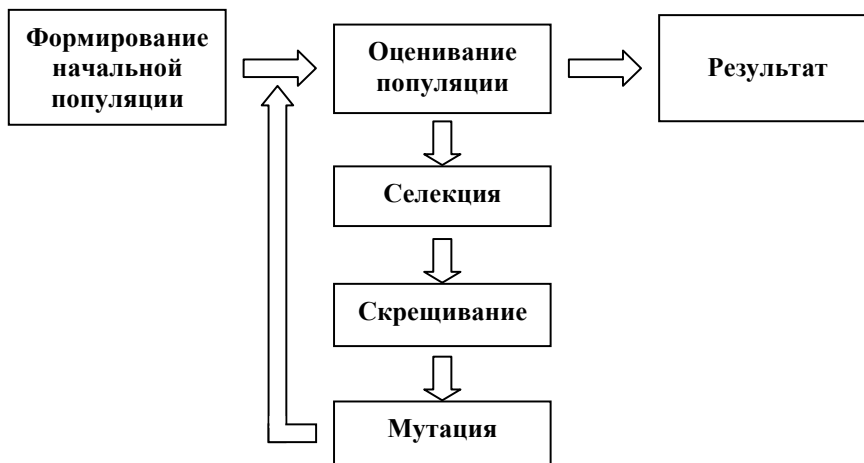 Формирование
начальной
популяции
Оценивание
популяции
Результат
Селекция
Скрещивание
Мутация